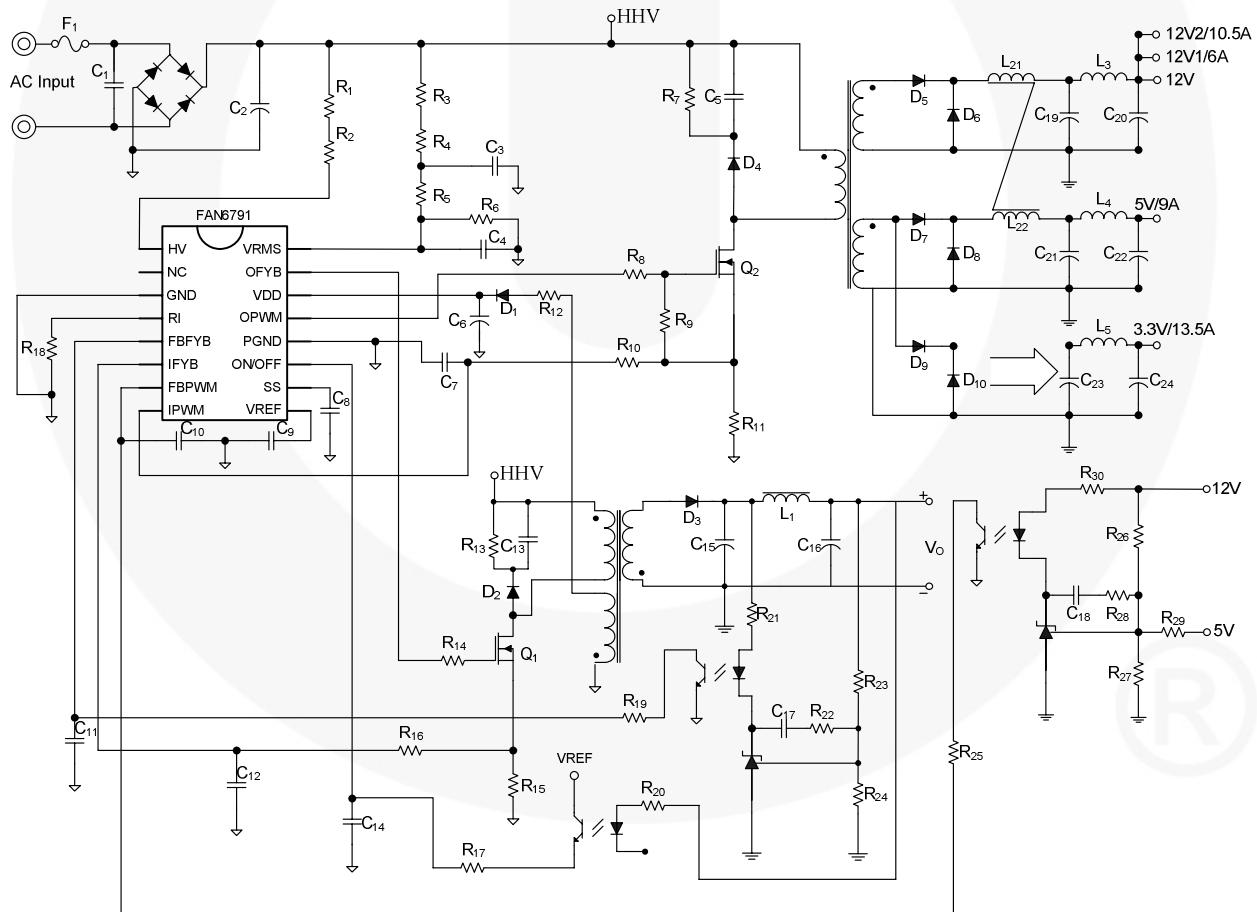 HHV
F1
12V2/10.5A
12V1/6A
12V
AC Input
C1
C2
R1
R2
R3
R4
R5
C3
R6
C4
R7
C5
D4
D5
D6
L21
L3
C19
C20
FAN6791
HV
NC
GND
RI
FBFYB
IFYB
FBPWM
IPWM
VRMS
OFYB
VDD
OPWM
PGND
ON/OFF
SS
VREF
R8
Q2
D7
D8
L22
L4
5V/9A
C21
C22
C6
D1
R12
R9
R10
C7
R18
C8
C10
C9
R11
D9
D10
L5
3.3V/13.5A
C23
C24
HHV
R13
C13
D2
D3
C15
L1
C16
+
VO
−
R30
12V
R26
C18
R28
R29
5V
R27
R14
Q1
R21
R19
R23
C17
R22
C11
R16
C12
R15
VREF
R20
R24
R25
C14
R17
®